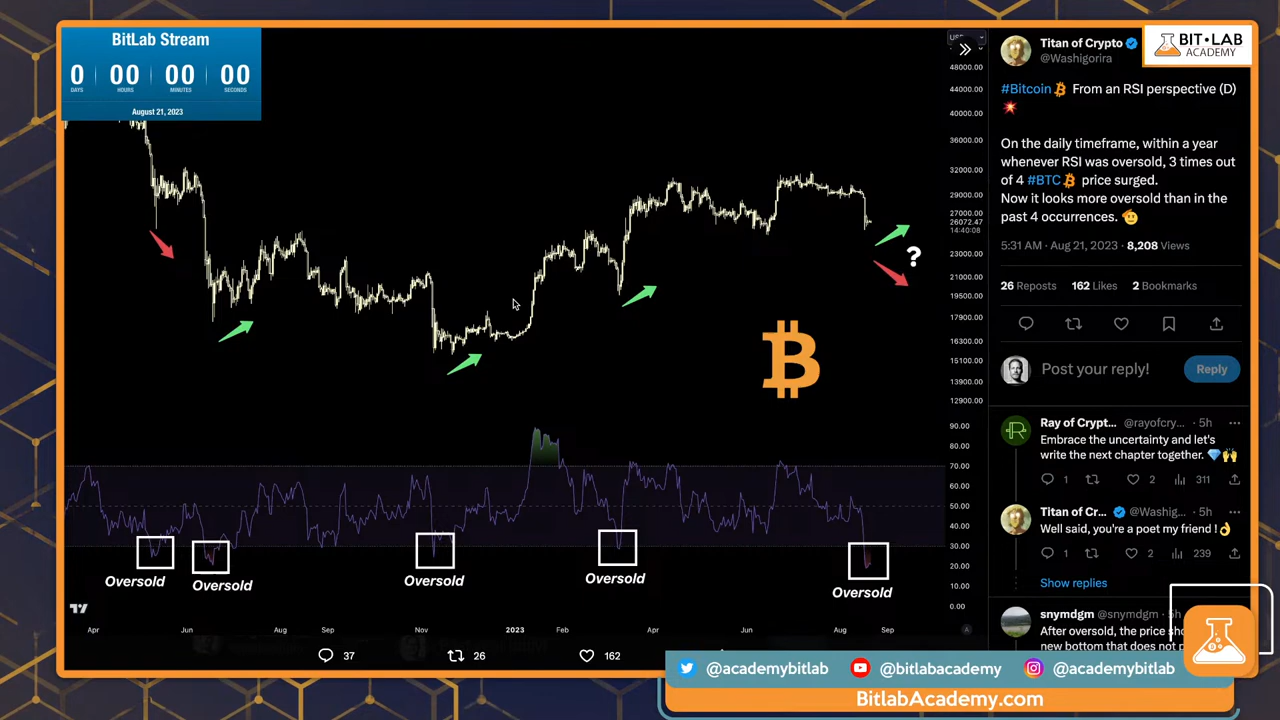 BitLab Stream
0 00 00 00
DAYS HOURS MINUTES SECONDS
August 21, 2023
48000.00
44000.00
40000.00
36000.00
32000.00
29000.00
27000.00
26072.47
14:40:08
23000.00
21000.00
19500.00
17900.00
16300.00
15100.00
13900.00
12900.00
90.00
80.00
70.00
60.00
50.00
40.00
30.00
20.00
10.00
0.00
?
Oversold
Oversold
Oversold
Oversold
Oversold
Apr Jun Aug Sep Nov 2023 Feb Apr Jun Aug Sep
A
37 26 162
Titan of Crypto
@Washigorira
BIT•LAB
ACADEMY
#Bitcoin From an RSI perspective (D)
On the daily timeframe, within a year
whenever RSI was oversold, 3 times out
of 4 #BTC price surged.
Now it looks more oversold than in the
past 4 occurrences.
5:31 AM · Aug 21, 2023 · 8,208 Views
26 Reposts 162 Likes 2 Bookmarks
Post your reply!
Reply
Ray of Crypt... @rayofcry... · 5h
Embrace the uncertainty and let's
write the next chapter together.
1 2 311
Titan of Cr... @Washig... · 5h
Well said, you're a poet my friend !
1 2 239
Show replies
snymdgm @snymdgm · 5h
After oversold, the price
new bottom that does not
@academybitlab @bitlabacademy @academybitlab
BitlabAcademy.com